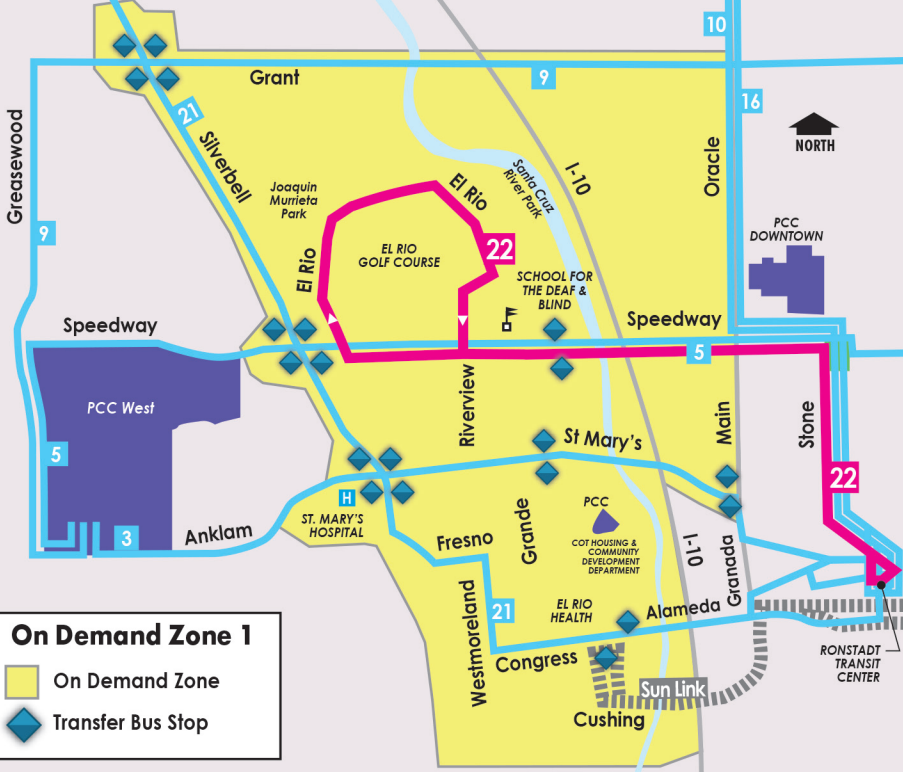 10
Grant
9
21
16
Silverbell
Greasewood
I-10
Oracle
NORTH
Santa Cruz
River Park
Joaquin
Murrieta
Park
El Rio
9
EL RIO
GOLF COURSE
22
PCC
DOWNTOWN
El Rio
SCHOOL FOR
THE DEAF &
BLIND
Speedway
Speedway
5
PCC West
Riverview
Main
Stone
St Mary's
5
22
H
ST. MARY'S
HOSPITAL
Anklam
3
Fresno
Grande
PCC
COT HOUSING &
COMMUNITY
DEVELOPMENT
DEPARTMENT
I-10
Granada
Westmoreland
21
EL RIO
HEALTH
Alameda
Congress
RONSTADT
TRANSIT
CENTER
Sun Link
Cushing
On Demand Zone 1
On Demand Zone
Transfer Bus Stop